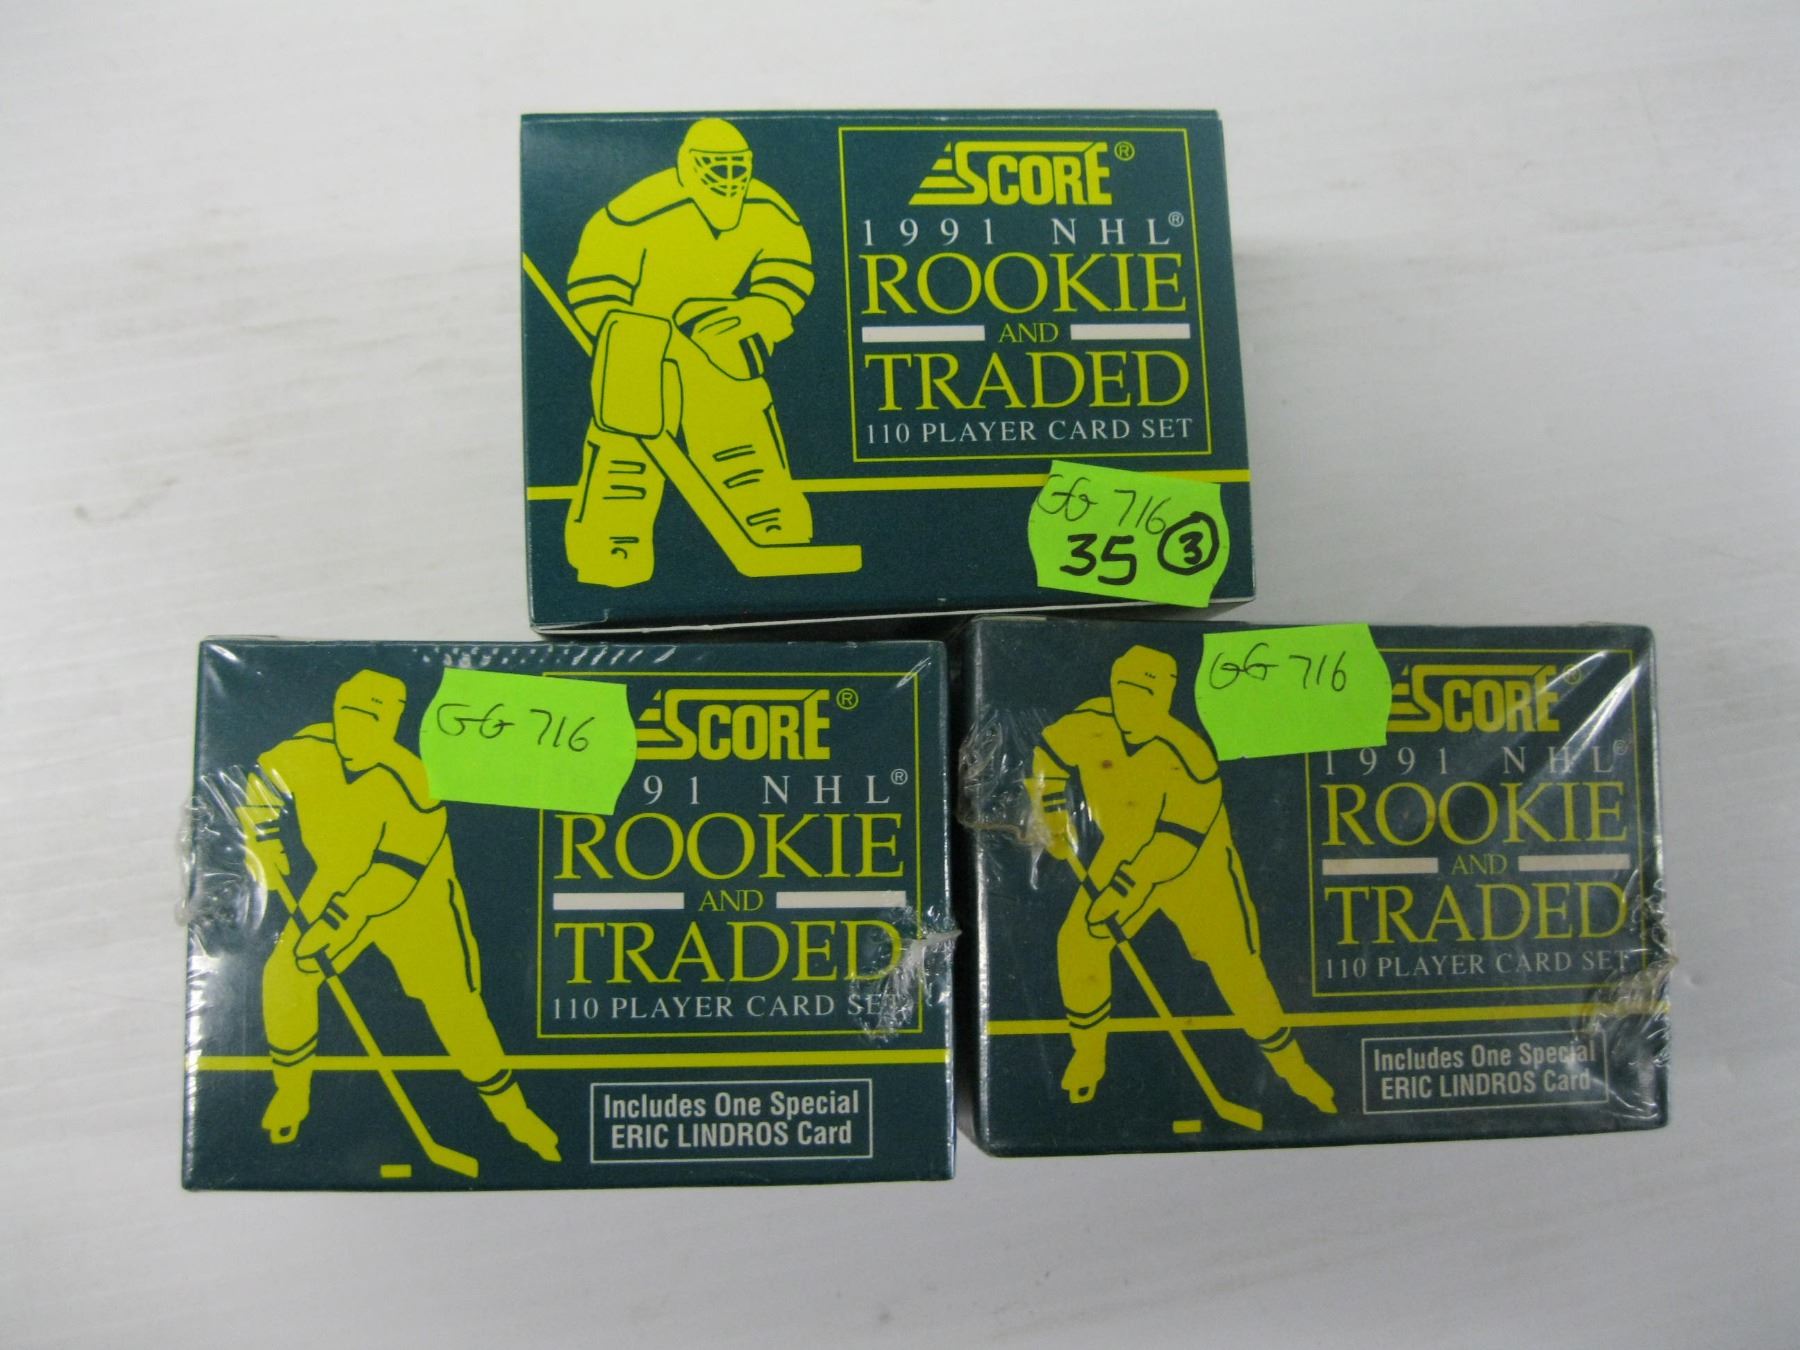 SCORE®
1991 NHL®
ROOKIE
AND
TRADED
110 PLAYER CARD SET
GG 716
35 3
GG 716
SCORE®
91 NHL®
ROOKIE
AND
TRADED
110 PLAYER CARD SET
Includes One Special
ERIC LINDROS Card
GG 716
SCORE®
1991 NHL®
ROOKIE
AND
TRADED
110 PLAYER CARD SET
Includes One Special
ERIC LINDROS Card